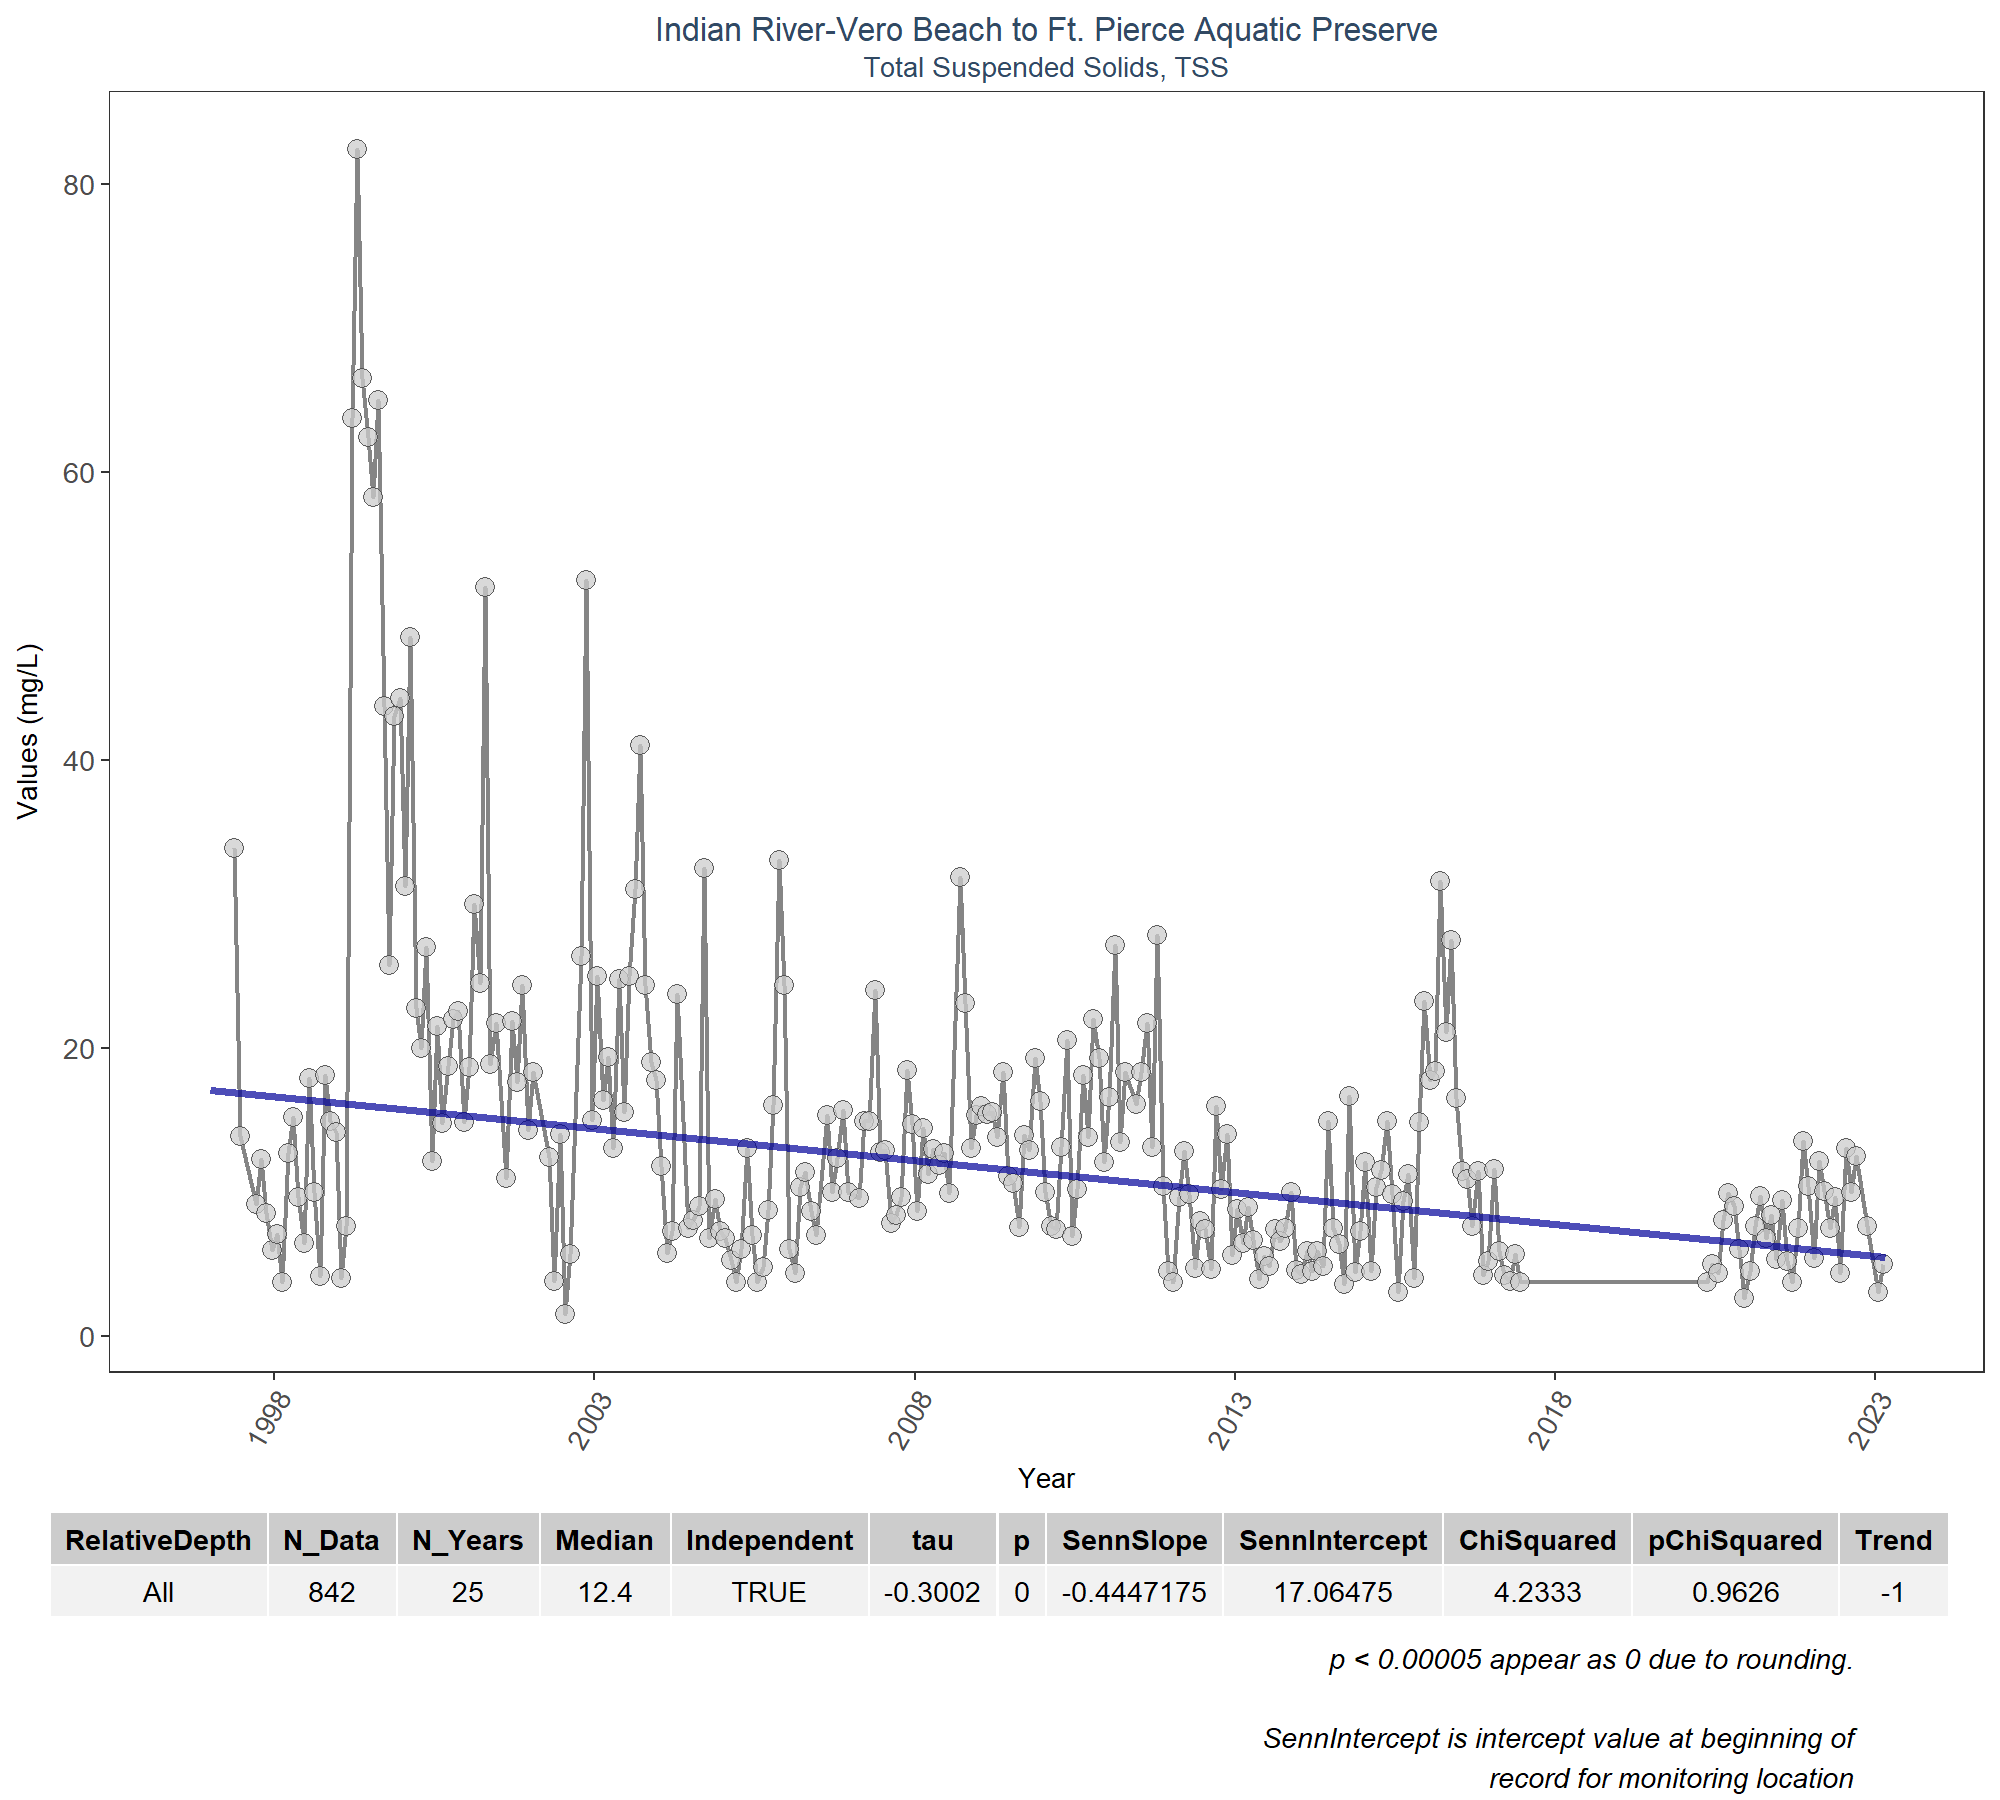 Indian River-Vero Beach to Ft. Pierce Aquatic Preserve
Total Suspended Solids, TSS
80
60
40
20
0
Values (mg/L)
1998
2003
2008
2013
2018
2023
Year
RelativeDepth N_Data N_Years Median Independent tau p SennSlope SennIntercept ChiSquared pChiSquared Trend
All 842 25 12.4 TRUE -0.3002 0 -0.4447175 17.06475 4.2333 0.9626 -1
p < 0.00005 appear as 0 due to rounding.
SennIntercept is intercept value at beginning of
record for monitoring location